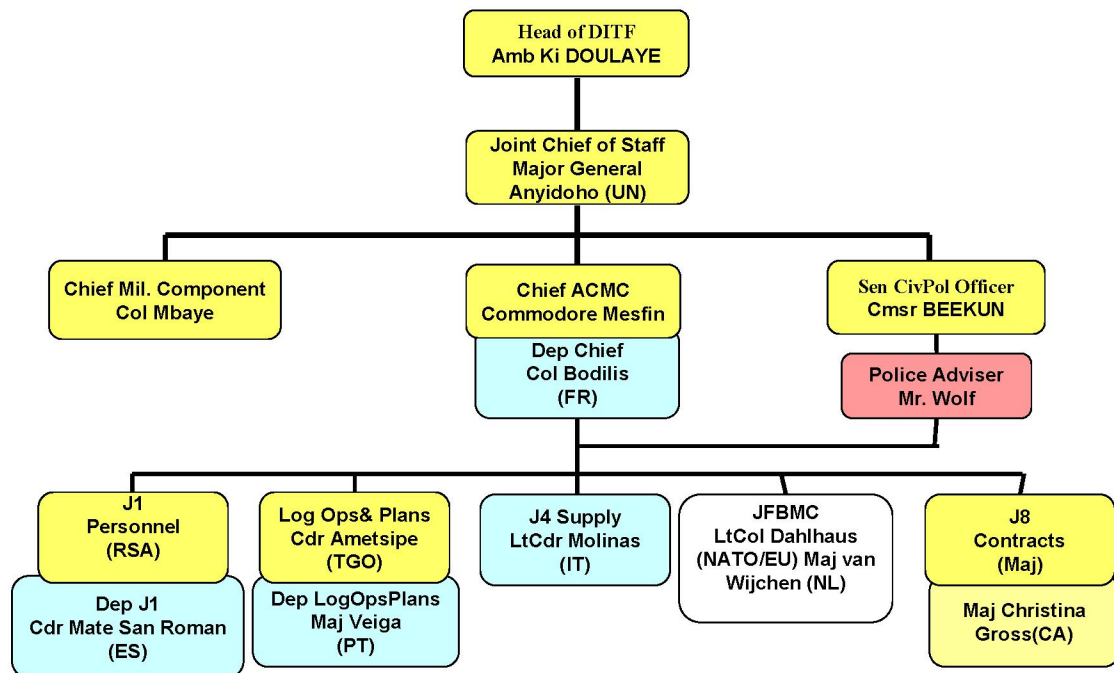 Head of DITF
Amb Ki DOULAYE
Joint Chief of Staff
Major General
Anyidoho (UN)
Chief Mil. Component
Col Mbaye
Chief ACMC
Commodore Mesfin
Dep Chief
Col Bodilis
(FR)
Sen CivPol Officer
Cmsr BEEKUN
Police Adviser
Mr. Wolf
J1
Personnel
(RSA)
Dep J1
Cdr Mate San Roman
(ES)
Log Ops& Plans
Cdr Ametsipe
(TGO)
Dep LogOpsPlans
Maj Veiga
(PT)
J4 Supply
LtCdr Molinas
(IT)
JFBMC
LtCol Dahlhaus
(NATO/EU) Maj van
Wijchen (NL)
J8
Contracts
(Maj)
Maj Christina
Gross(CA)